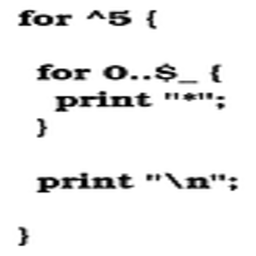 for ^5 {
for 0..$_ {
print "*";
}
print "\n";
}